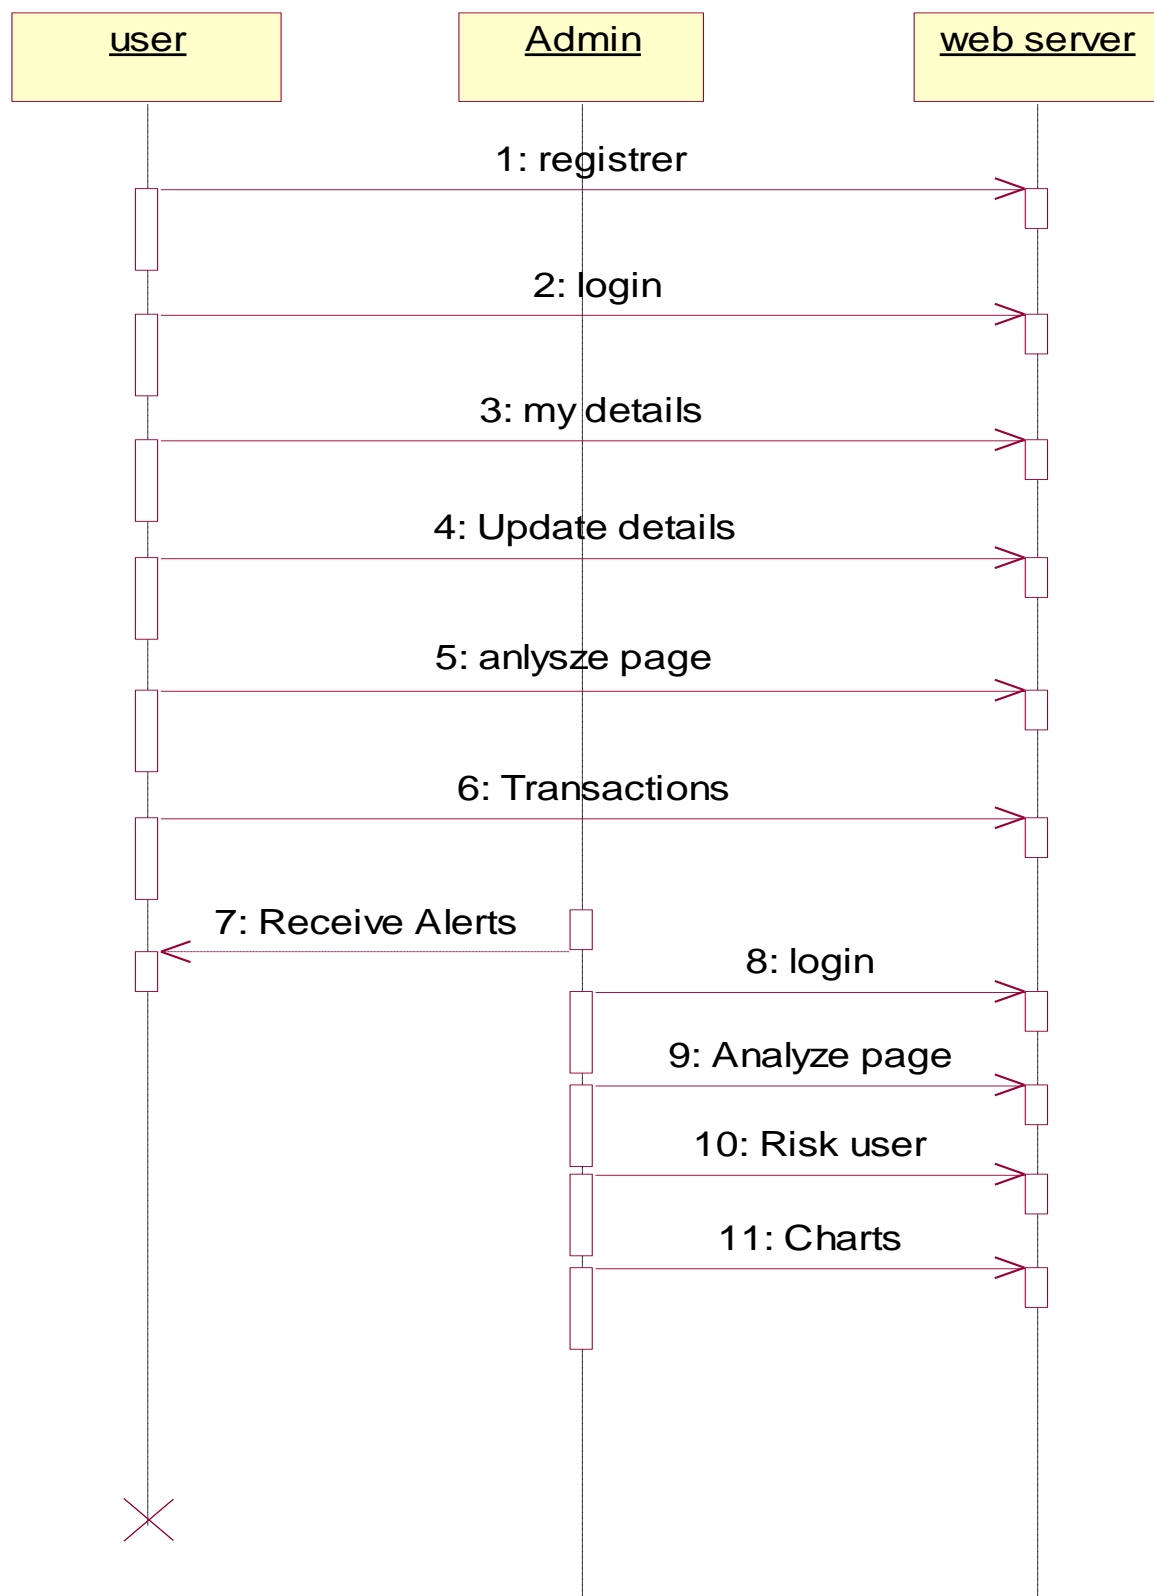 user
Admin
web server
1: registrer
2: login
3: my details
4: Update details
5: anlysze page
6: Transactions
7: Receive Alerts
8: login
9: Analyze page
10: Risk user
11: Charts